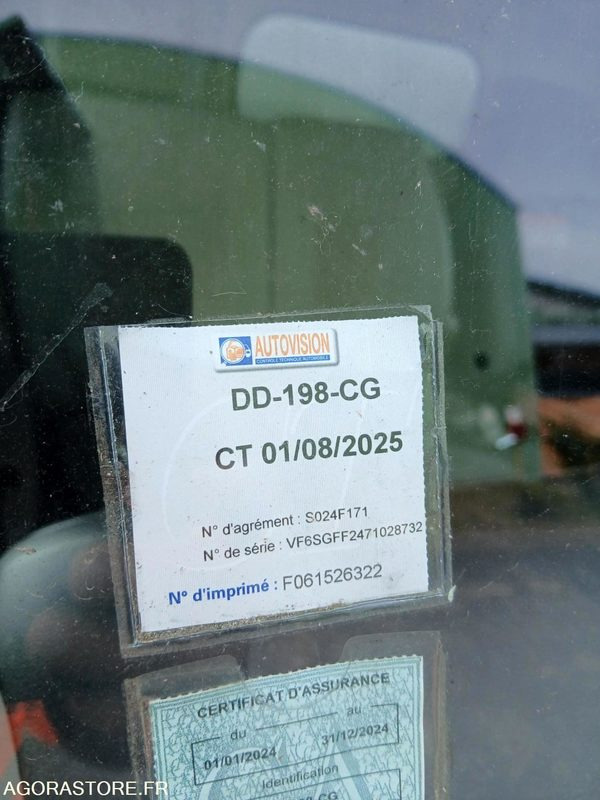 AUTOVISION
CONTRÔLE TECHNIQUE AUTOMOBILE
DD-198-CG
CT 01/08/2025
N° d'agrément : S024F171
N° de série : VF6SGFF2471028732
N° d'imprimé : F061526322
CERTIFICAT D'ASSURANCE
du au
01/01/2024 31/12/2024
Identification
CG
AGORASTORE.FR